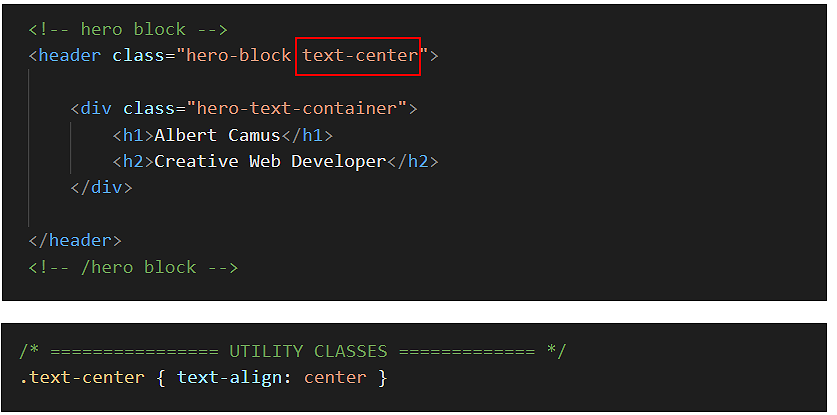 <!-- hero block -->
<header class="hero-block text-center">
<div class="hero-text-container">
<h1>Albert Camus</h1>
<h2>Creative Web Developer</h2>
</div>
</header>
<!-- /hero block -->
/* ================ UTILITY CLASSES ============= */
.text-center { text-align: center }